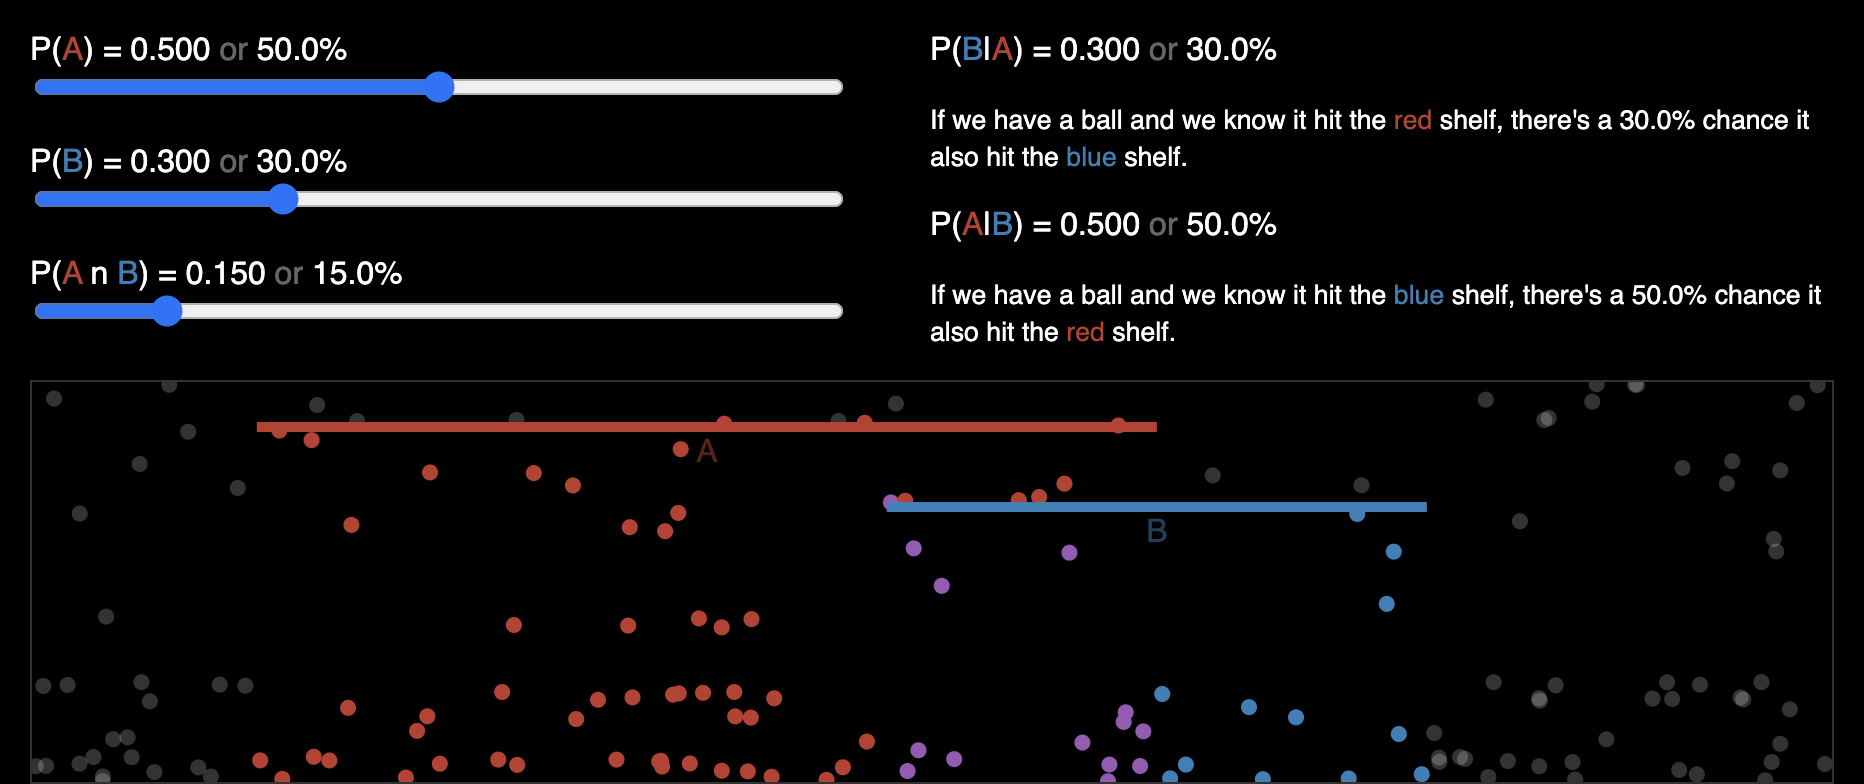 P(A) = 0.500 or 50.0%
P(B) = 0.300 or 30.0%
P(A n B) = 0.150 or 15.0%
P(B|A) = 0.300 or 30.0%
If we have a ball and we know it hit the red shelf, there's a 30.0% chance it
also hit the blue shelf.
P(A|B) = 0.500 or 50.0%
If we have a ball and we know it hit the blue shelf, there's a 50.0% chance it
also hit the red shelf.
A
B